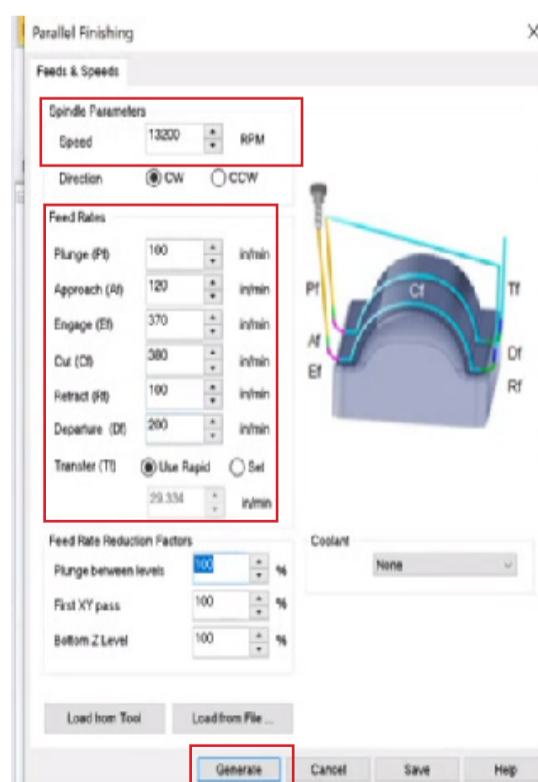 Parallel Finishing
Feeds & Speeds
Spindle Parameters
Speed 13200 RPM
Direction CW CCW
Feed Rates
Plunge (Pf) 100 in/min
Approach (Af) 120 in/min
Engage (Ef) 370 in/min
Cut (Cf) 380 in/min
Retract (Rf) 100 in/min
Departure (Df) 200 in/min
Transfer (Tf) Use Rapid Set
29.334 in/min
Pf
Cf
Tf
Af
Df
Ef
Rf
Feed Rate Reduction Factors
Plunge between levels 100 %
First XY pass 100 %
Bottom Z Level 100 %
Coolant
None
Load from Tool Load from File ...
Generate Cancel Save Help